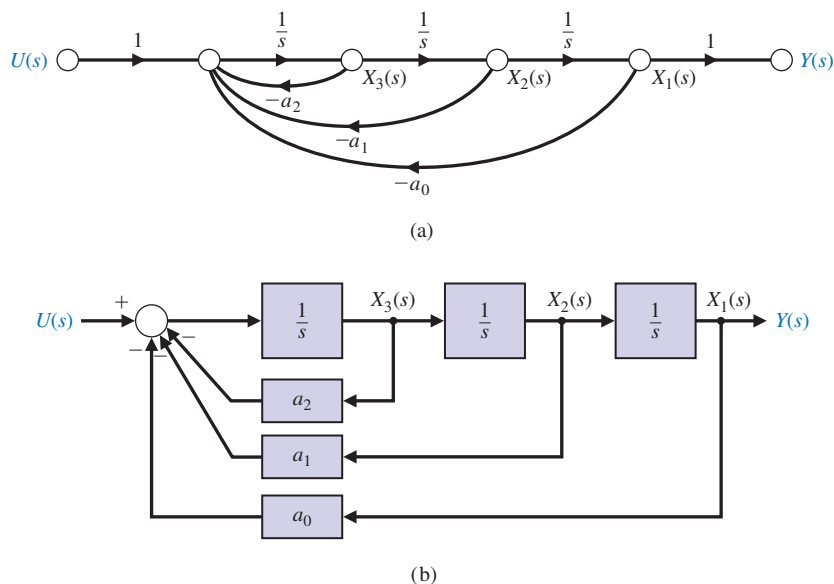 1 1/s 1/s 1/s 1
U(s) X₃(s) X₂(s) X₁(s) Y(s)
−a₂
−a₁
−a₀
(a)
X₃(s) X₂(s) X₁(s)
U(s) + 1/s 1/s 1/s Y(s)
− − −
a₂
a₁
a₀
(b)